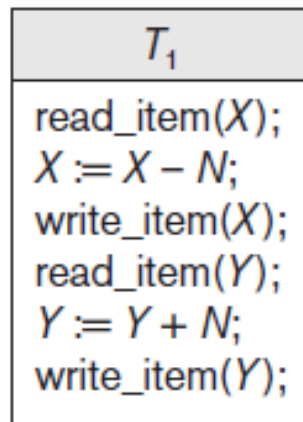 T₁
read_item(X);
X := X – N;
write_item(X);
read_item(Y);
Y := Y + N;
write_item(Y);